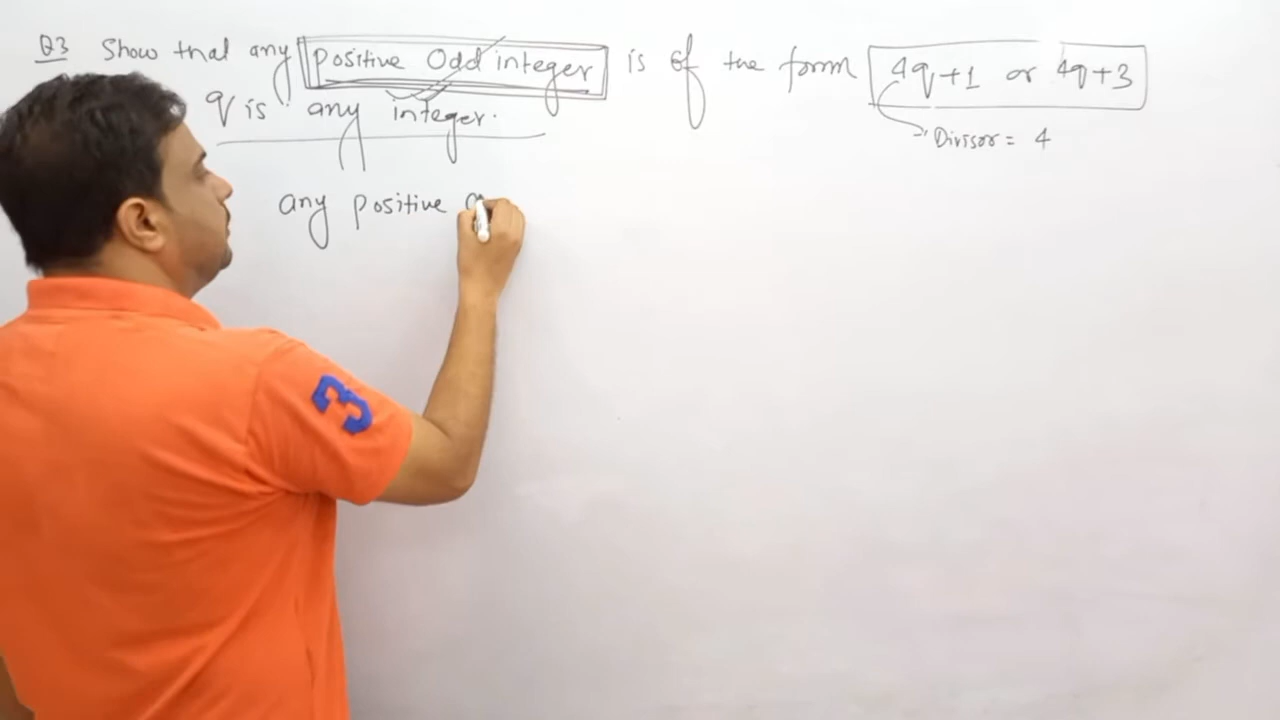 Q3 Show that any positive Odd integer is of the form 4q+1 or 4q+3
q is any integer.
Divisor = 4
any positive
3